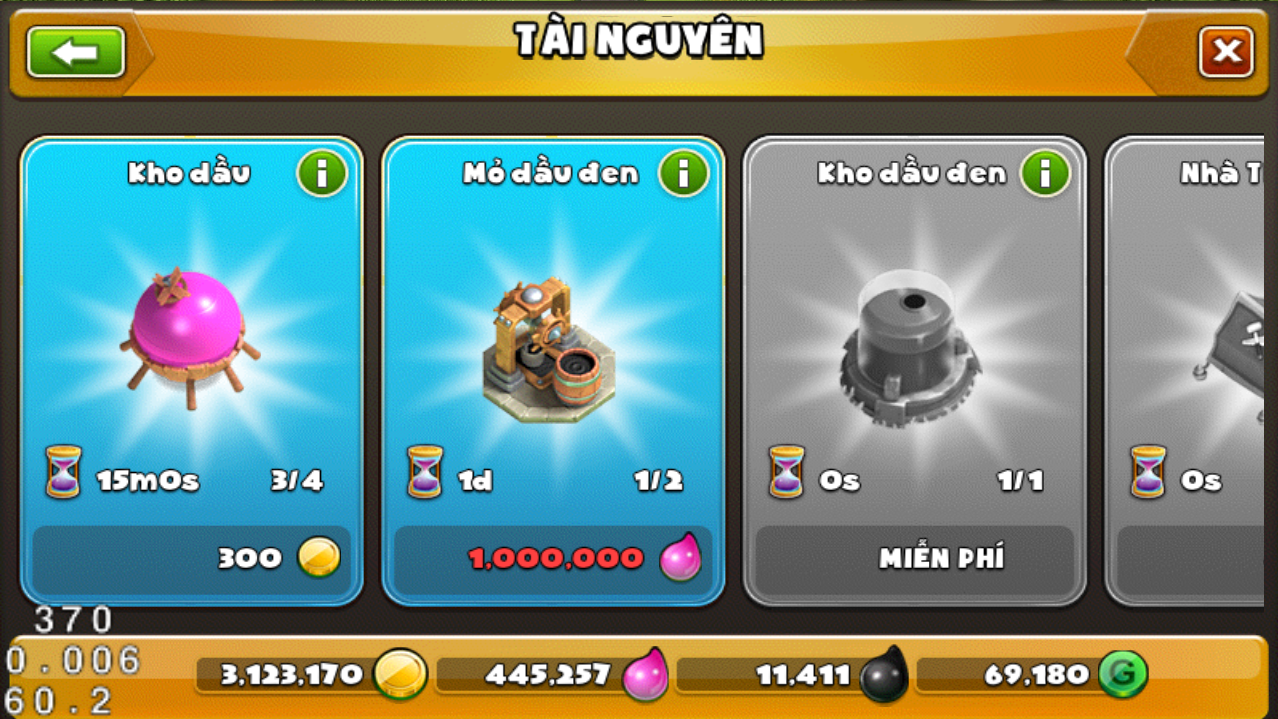 TÀI NGUYÊN
Kho dầu
Mỏ dầu đen
Kho dầu đen
Nhà T
15m0s 3/4
1d 1/2
0s 1/1
0s
300
1,000,000
MIỄN PHÍ
370
0.006
60.2
3,123,170
445,257
11,411
69,180
G